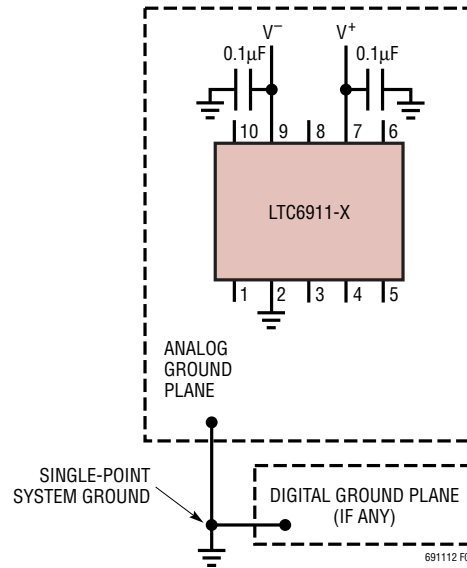 V– V+
0.1µF 0.1µF
10 9 8 7 6
LTC6911-X
1 2 3 4 5
ANALOG
GROUND
PLANE
SINGLE-POINT
SYSTEM GROUND
DIGITAL GROUND PLANE
(IF ANY)
691112